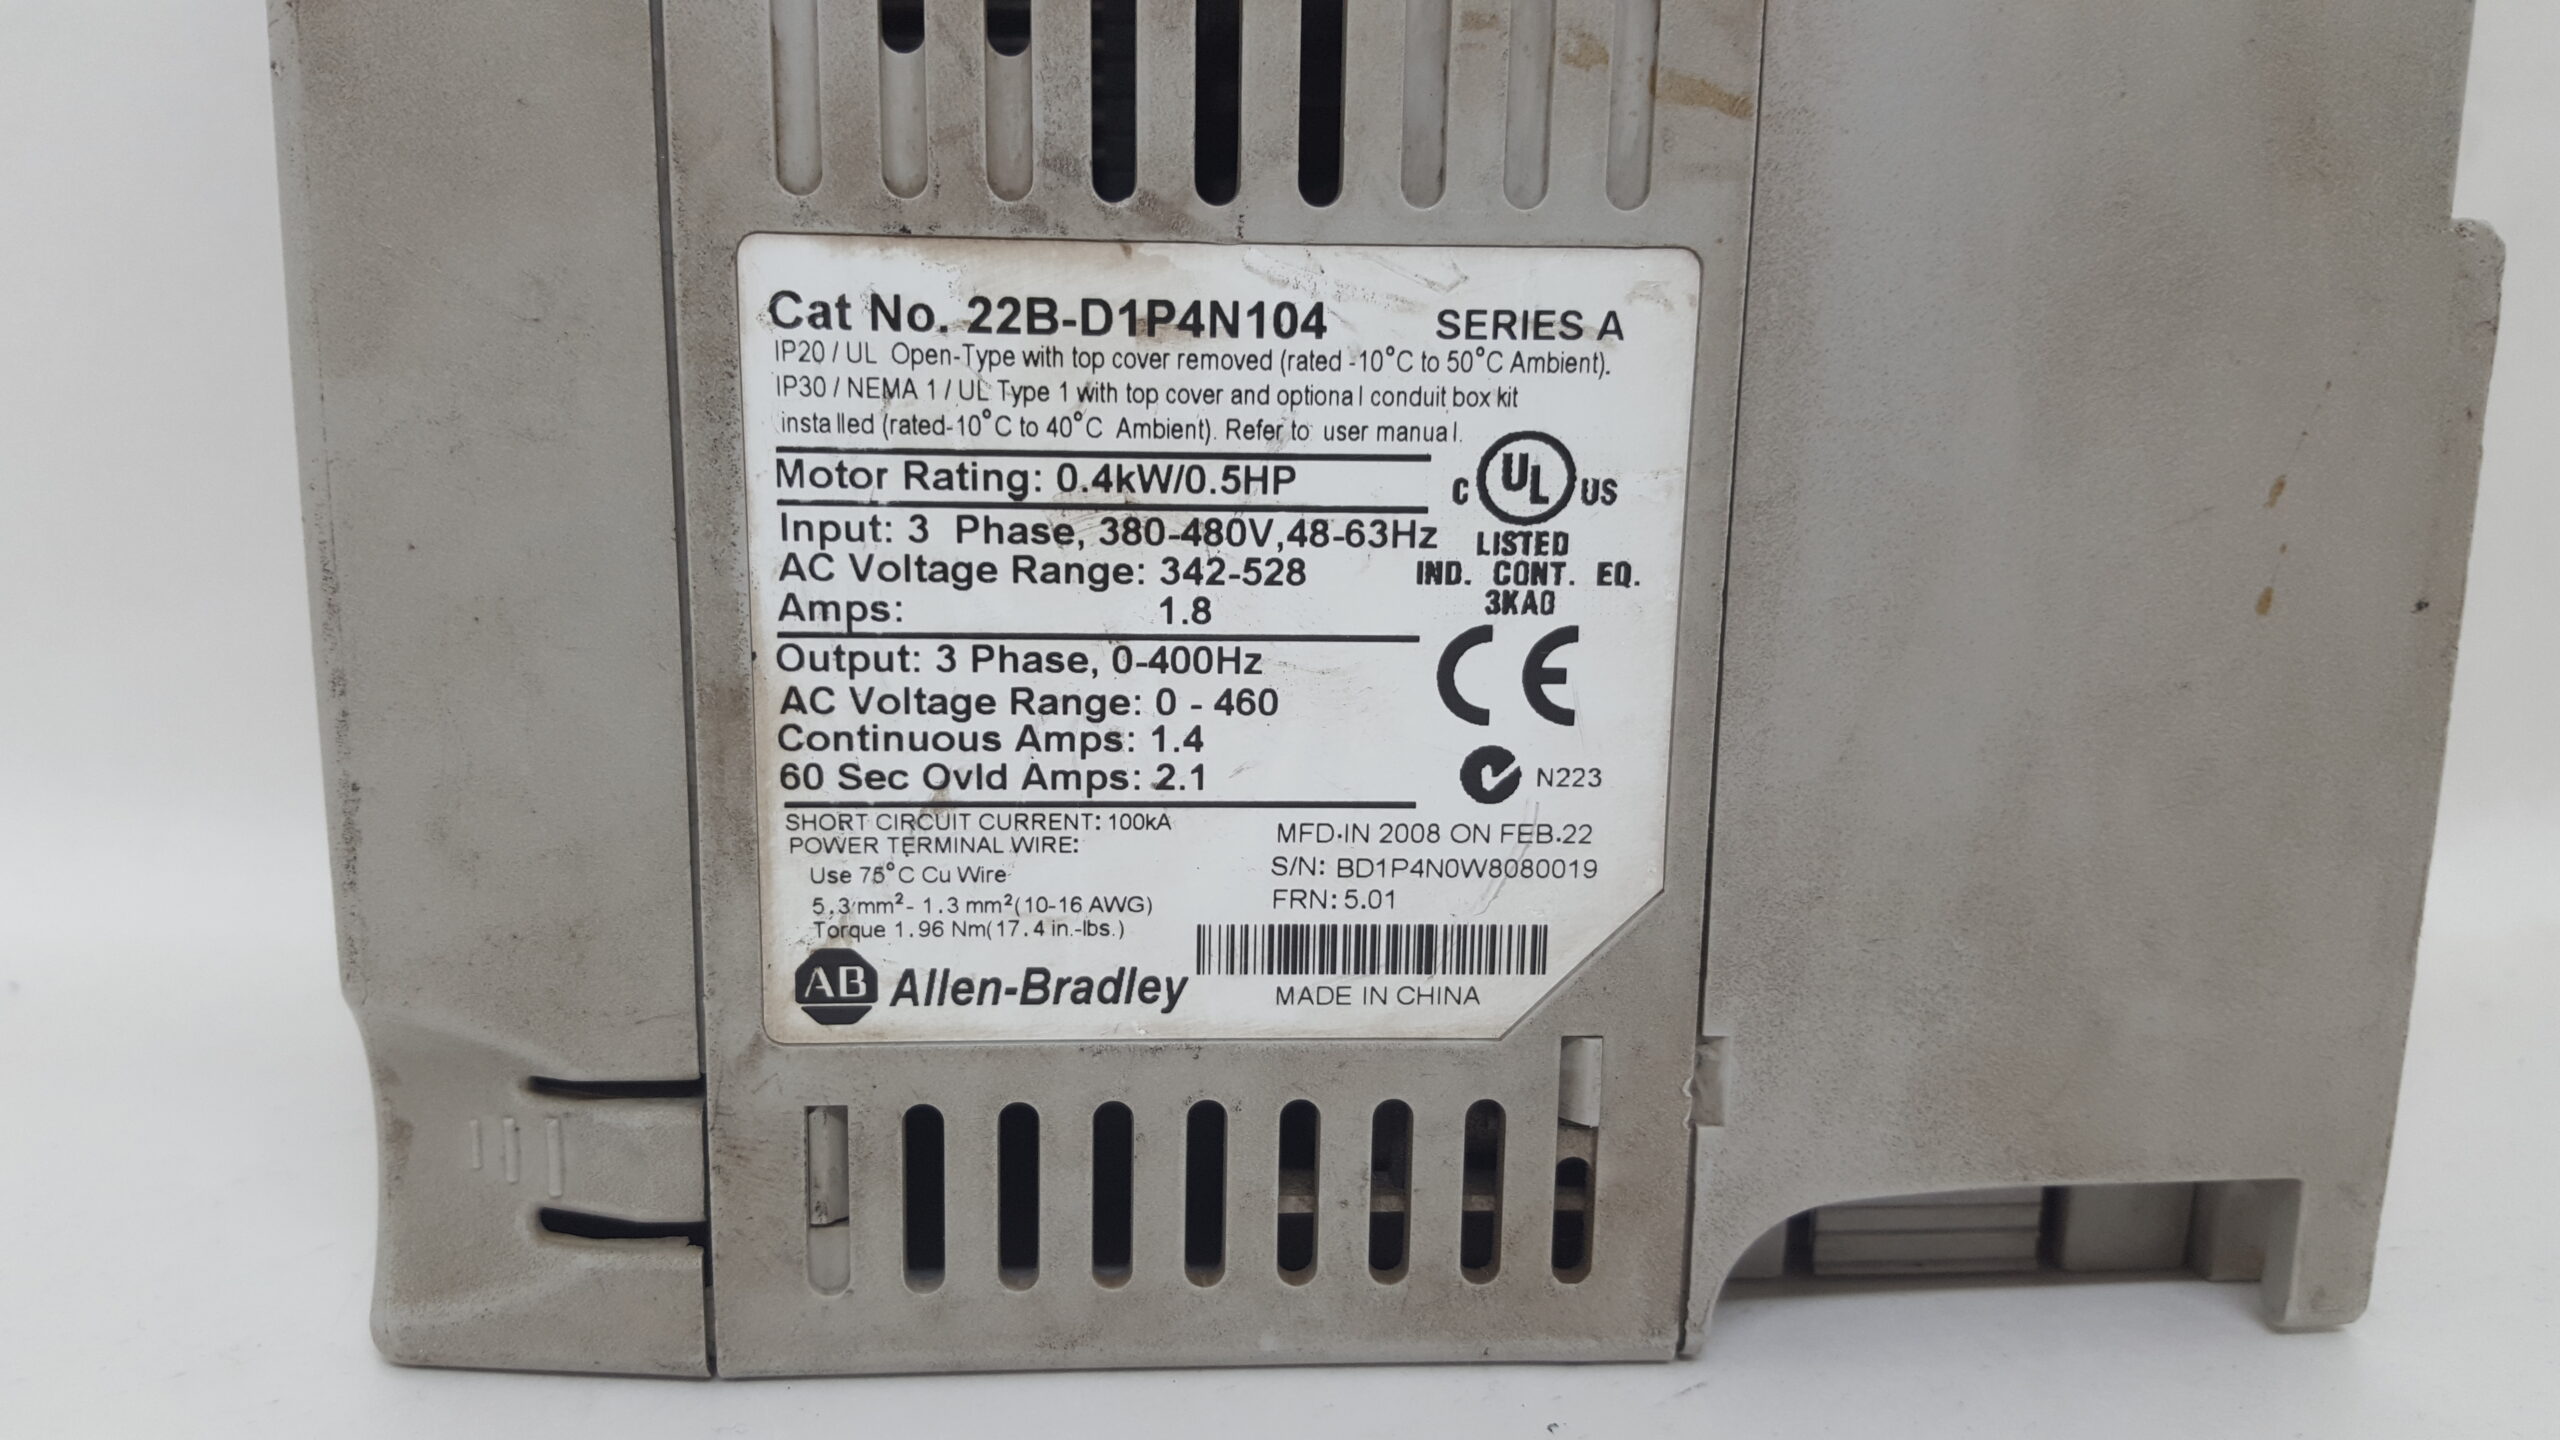 Cat No. 22B-D1P4N104 SERIES A
IP20 / UL Open-Type with top cover removed (rated -10°C to 50°C Ambient).
IP30 / NEMA 1 / UL Type 1 with top cover and optional conduit box kit
installed (rated-10°C to 40°C Ambient). Refer to user manual.
Motor Rating: 0.4kW/0.5HP
C UL US
Input: 3 Phase, 380-480V,48-63Hz
LISTED
AC Voltage Range: 342-528
IND. CONT. EQ.
Amps: 1.8
3KAQ
Output: 3 Phase, 0-400Hz
CE
AC Voltage Range: 0 - 460
Continuous Amps: 1.4
60 Sec Ovld Amps: 2.1
N223
SHORT CIRCUIT CURRENT: 100kA
POWER TERMINAL WIRE:
Use 75°C Cu Wire
5.3 mm²- 1.3 mm²(10-16 AWG)
Torque 1.96 Nm(17.4 in.-lbs.)
MFD.IN 2008 ON FEB.22
S/N: BD1P4N0W8080019
FRN: 5.01
AB Allen-Bradley
MADE IN CHINA